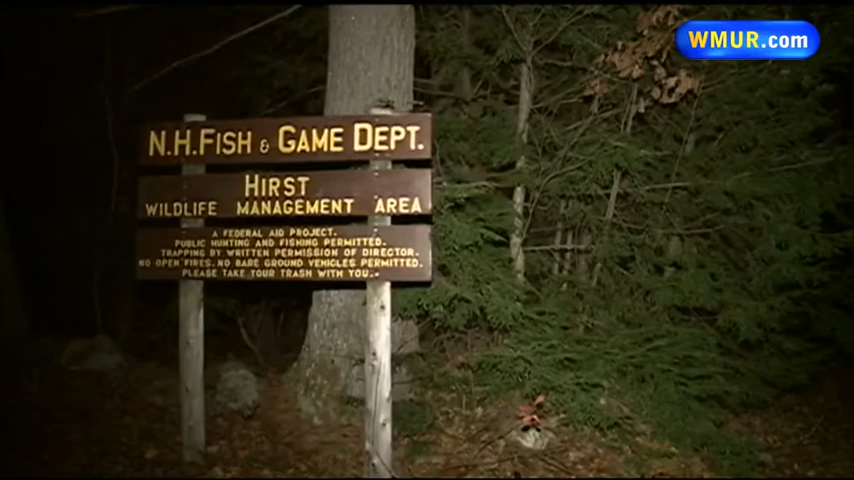 WMUR.com
N.H. FISH & GAME DEPT.
HIRST
WILDLIFE MANAGEMENT AREA
A FEDERAL AID PROJECT.
PUBLIC HUNTING AND FISHING PERMITTED.
TRAPPING BY WRITTEN PERMISSION OF DIRECTOR.
NO OPEN FIRES. NO BARE GROUND VEHICLES PERMITTED.
PLEASE TAKE YOUR TRASH WITH YOU.